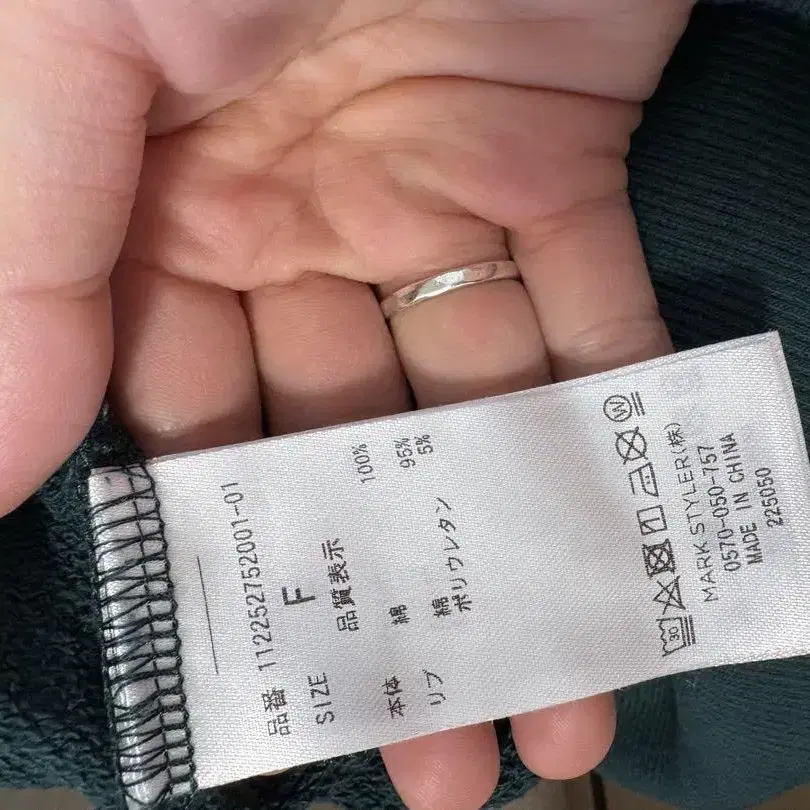 品番 112252752001-01
SIZE F
品質表示
本体 綿 100%
リブ 綿 95%
ポリウレタン 5%
30
W
MARK STYLER(株)
0570-050-757
MADE IN CHINA
225050